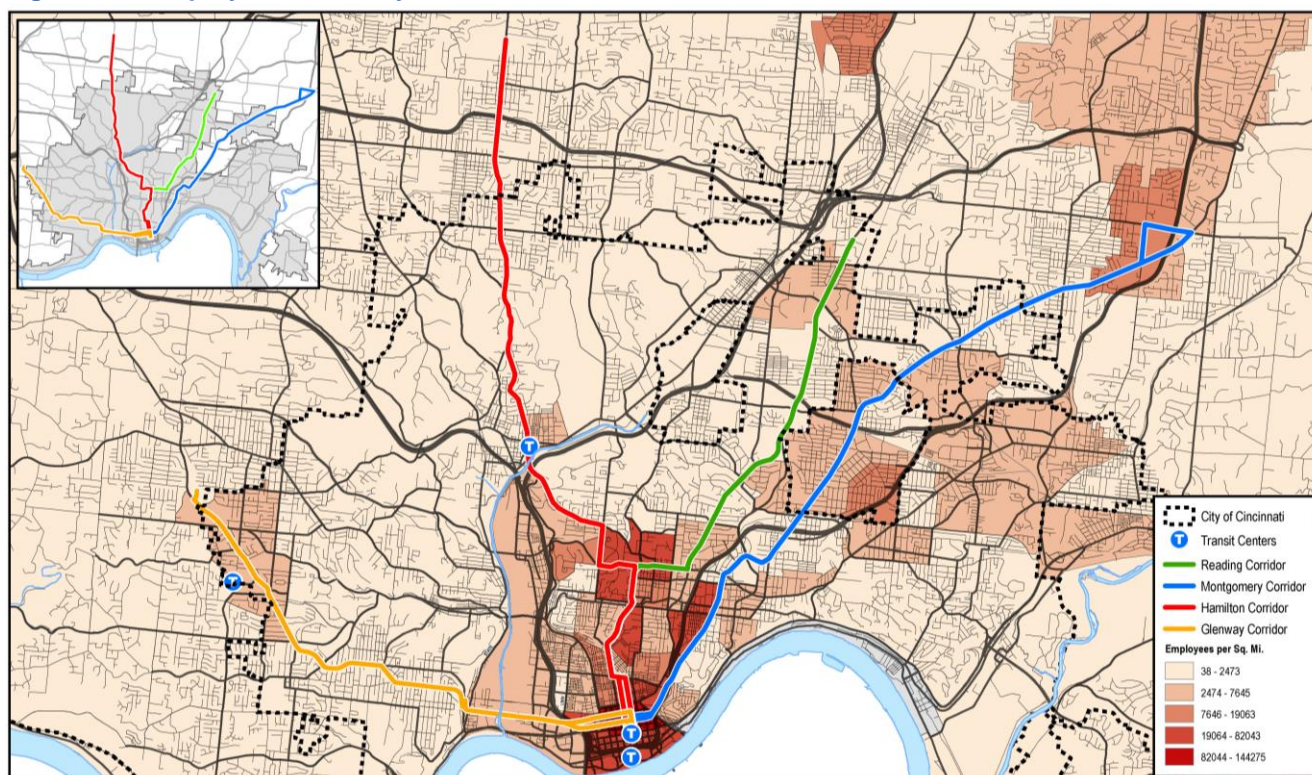 T
T
T
T
City of Cincinnati
T Transit Centers
Reading Corridor
Montgomery Corridor
Hamilton Corridor
Glenway Corridor
Employees per Sq. Mi.
38 - 2473
2474 - 7645
7646 - 19063
19064 - 82043
82044 - 144275